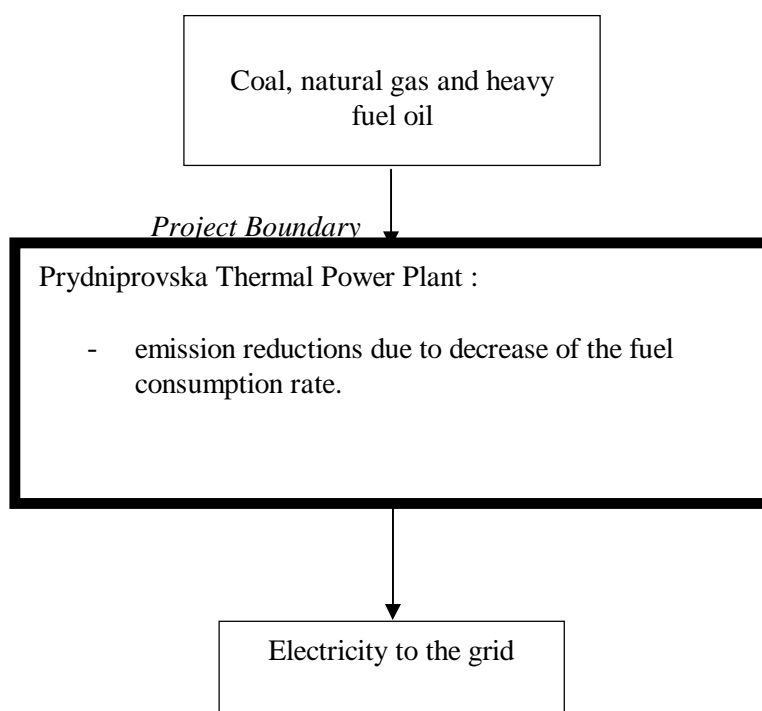 Coal, natural gas and heavy
fuel oil
Project Boundary
Prydniprovska Thermal Power Plant :
- emission reductions due to decrease of the fuel
consumption rate.
Electricity to the grid